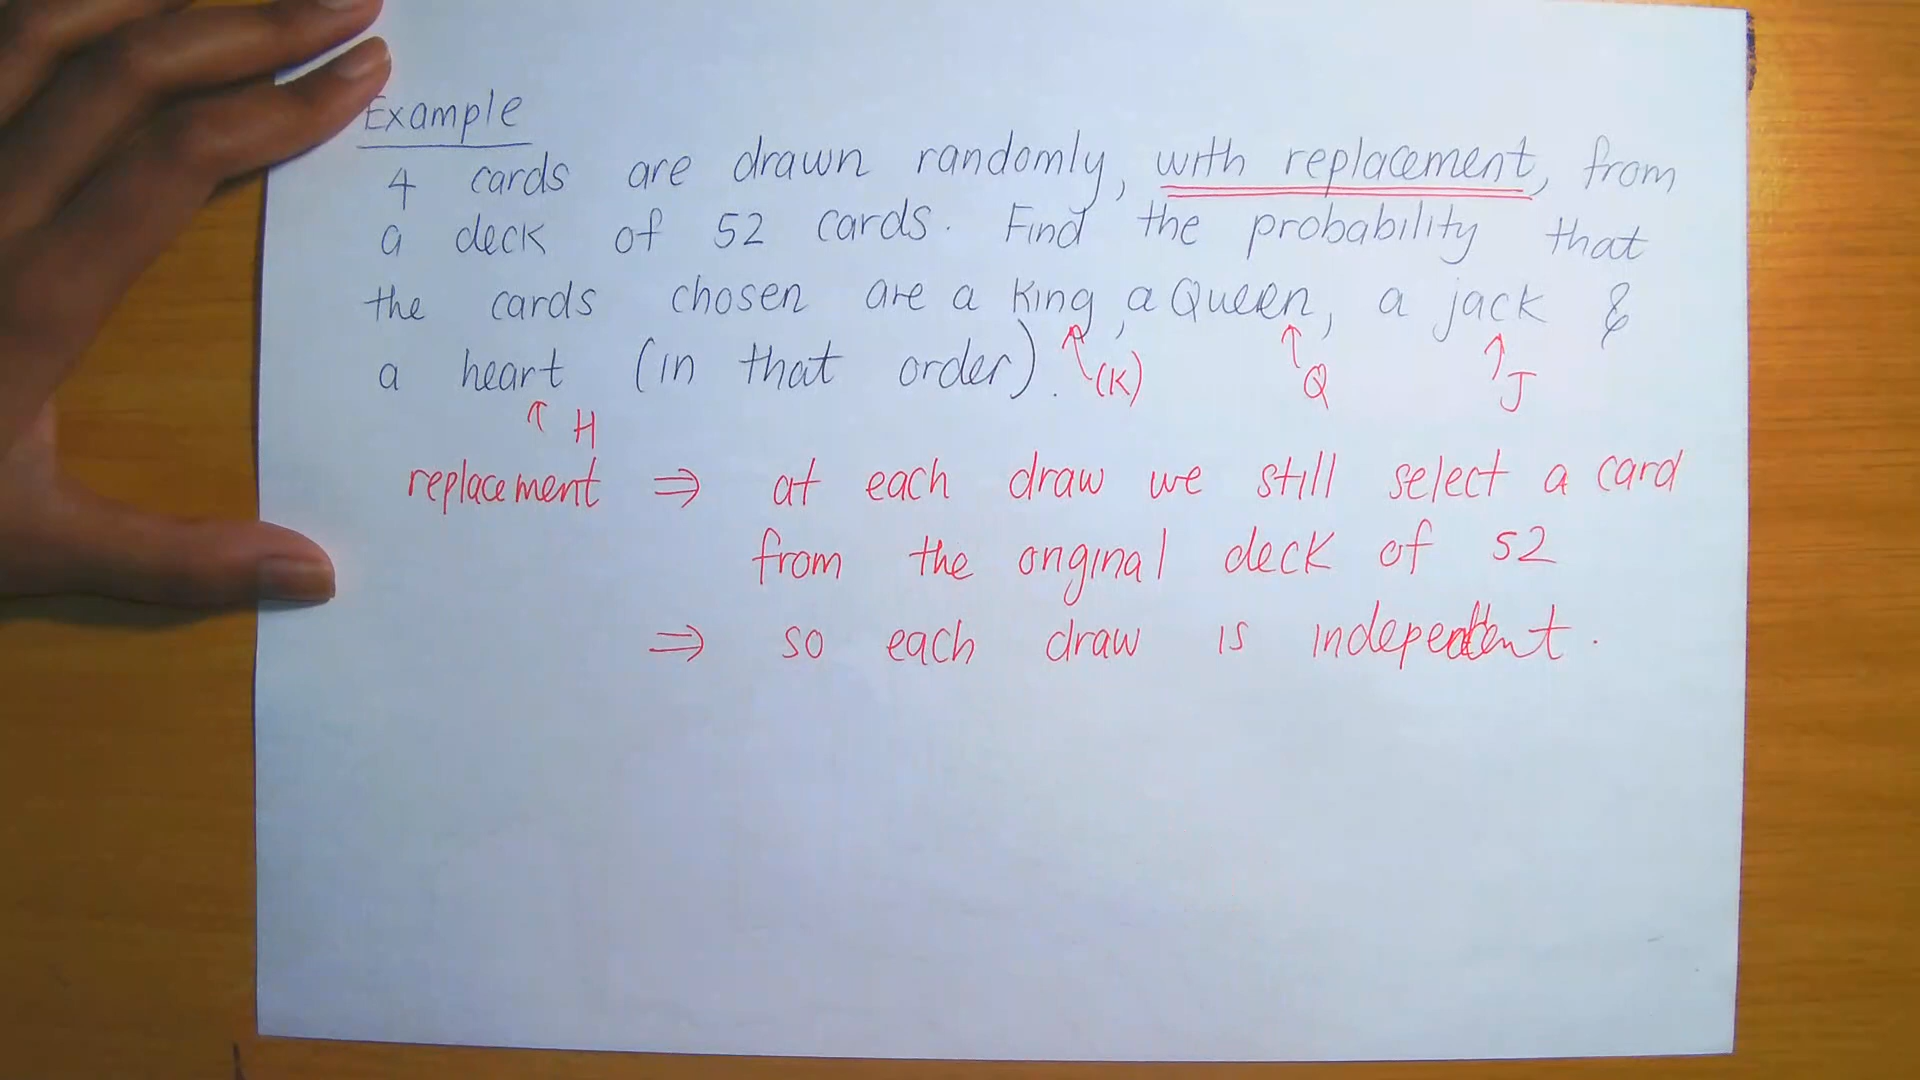 Example
4 cards are drawn randomly, with replacement, from
a deck of 52 cards. Find the probability that
the cards chosen are a King, a Queen, a jack &
a heart (in that order).
(K) Q J
H
replacement ⇒ at each draw we still select a card
from the original deck of 52
⇒ so each draw is independent.